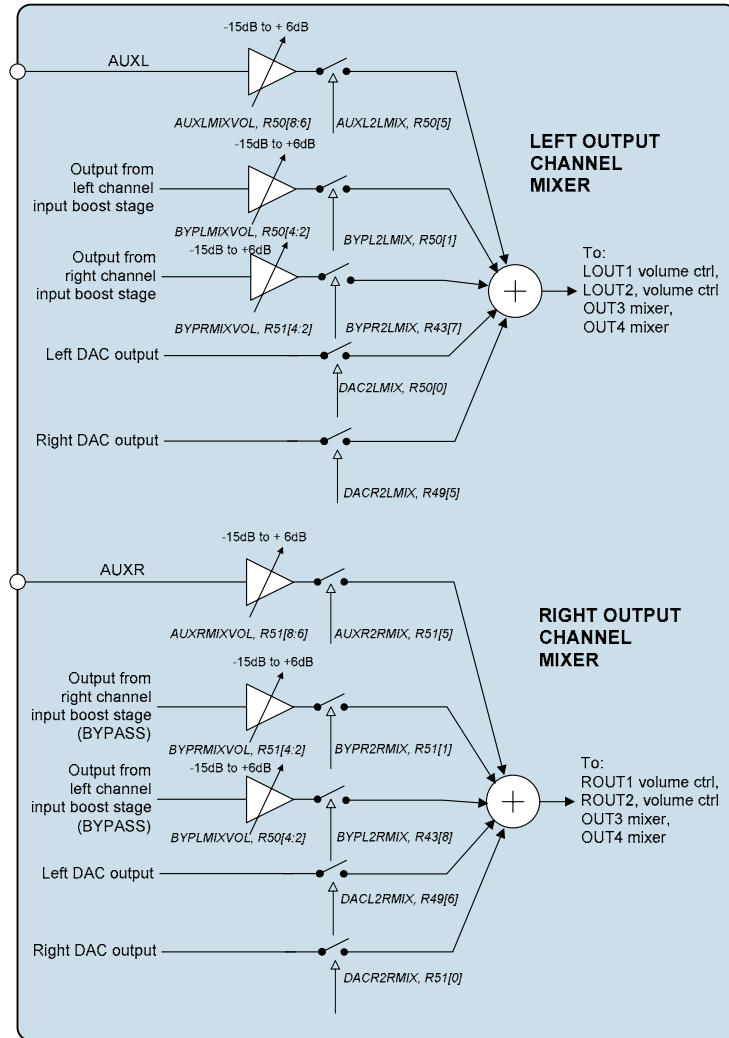 -15dB to + 6dB
AUXL
AUXLMIXVOL, R50[8:6]
AUXL2LMIX, R50[5]
LEFT OUTPUT
CHANNEL
MIXER
-15dB to +6dB
Output from
left channel
input boost stage
BYPLMIXVOL, R50[4:2]
BYPL2LMIX, R50[1]
-15dB to +6dB
Output from
right channel
input boost stage
BYPRMIXVOL, R51[4:2]
BYPR2LMIX, R43[7]
To:
LOUT1 volume ctrl,
LOUT2, volume ctrl
OUT3 mixer,
OUT4 mixer
Left DAC output
DAC2LMIX, R50[0]
Right DAC output
DACR2LMIX, R49[5]
-15dB to + 6dB
AUXR
AUXRMIXVOL, R51[8:6]
AUXR2RMIX, R51[5]
RIGHT OUTPUT
CHANNEL
MIXER
-15dB to +6dB
Output from
right channel
input boost stage
(BYPASS)
BYPRMIXVOL, R51[4:2]
BYPR2RMIX, R51[1]
-15dB to +6dB
Output from
left channel
input boost stage
(BYPASS)
BYPLMIXVOL, R50[4:2]
BYPL2RMIX, R43[8]
To:
ROUT1 volume ctrl,
ROUT2, volume ctrl
OUT3 mixer,
OUT4 mixer
Left DAC output
DACL2RMIX, R49[6]
Right DAC output
DACR2RMIX, R51[0]